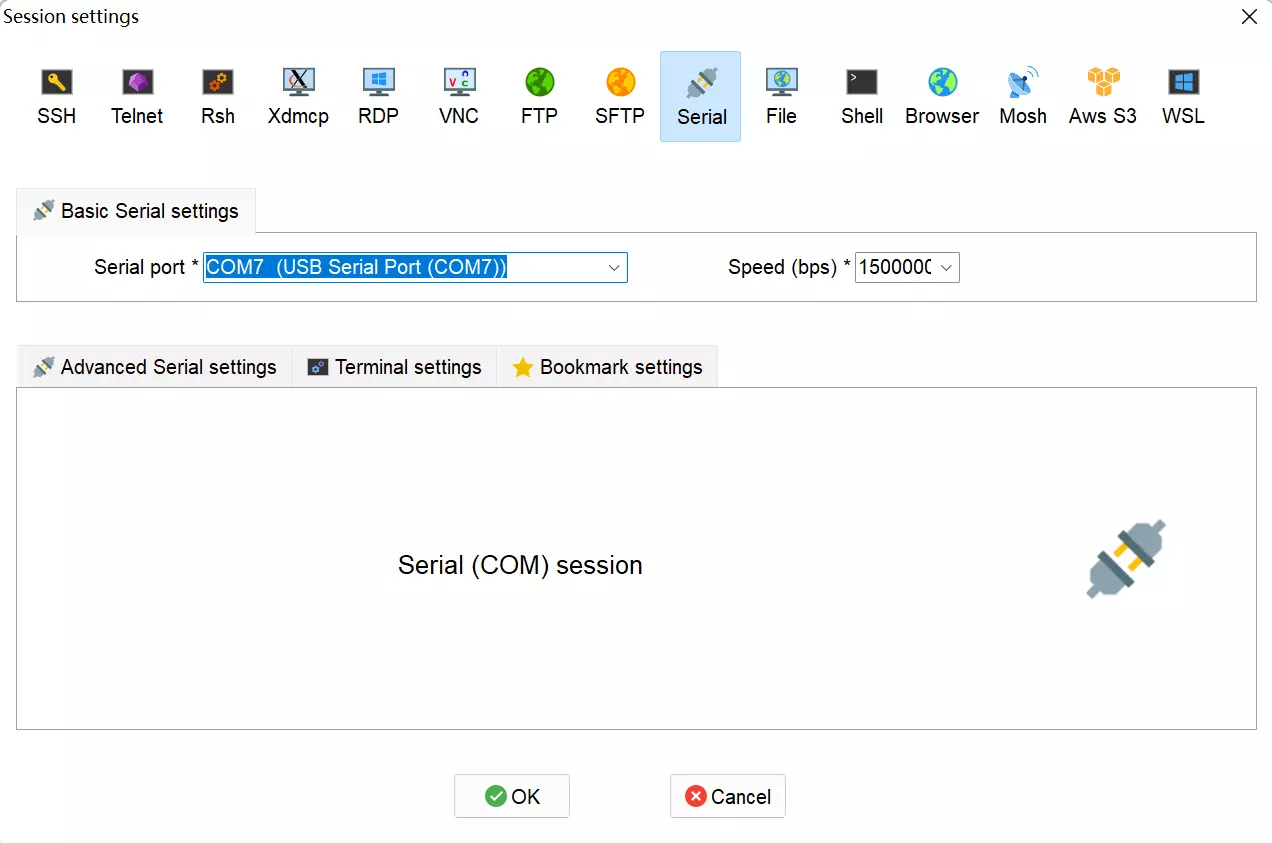 Session settings
SSH Telnet Rsh Xdmcp RDP VNC FTP SFTP Serial File Shell Browser Mosh Aws S3 WSL
Basic Serial settings
Serial port * COM7 (USB Serial Port (COM7)) Speed (bps) * 1500000
Advanced Serial settings Terminal settings Bookmark settings
Serial (COM) session
OK Cancel